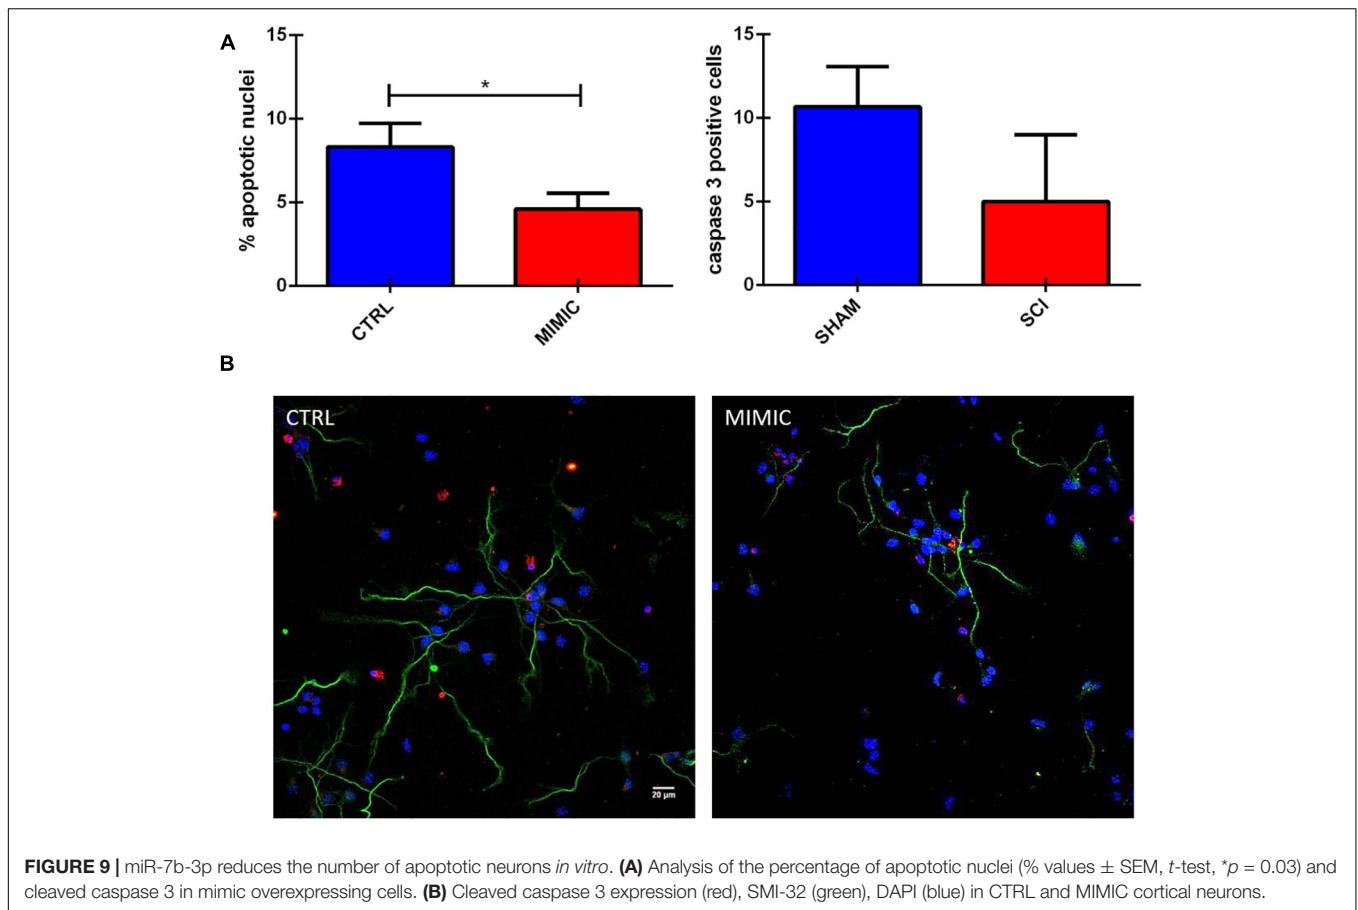 A
15
10
5
0
% apoptotic nuclei
*
CTRL
MIMIC
15
10
5
0
caspase 3 positive cells
SHAM
SCI
B
CTRL
MIMIC
20 µm
FIGURE 9 | miR-7b-3p reduces the number of apoptotic neurons in vitro. (A) Analysis of the percentage of apoptotic nuclei (% values ± SEM, t-test, *p = 0.03) and
cleaved caspase 3 in mimic overexpressing cells. (B) Cleaved caspase 3 expression (red), SMI-32 (green), DAPI (blue) in CTRL and MIMIC cortical neurons.